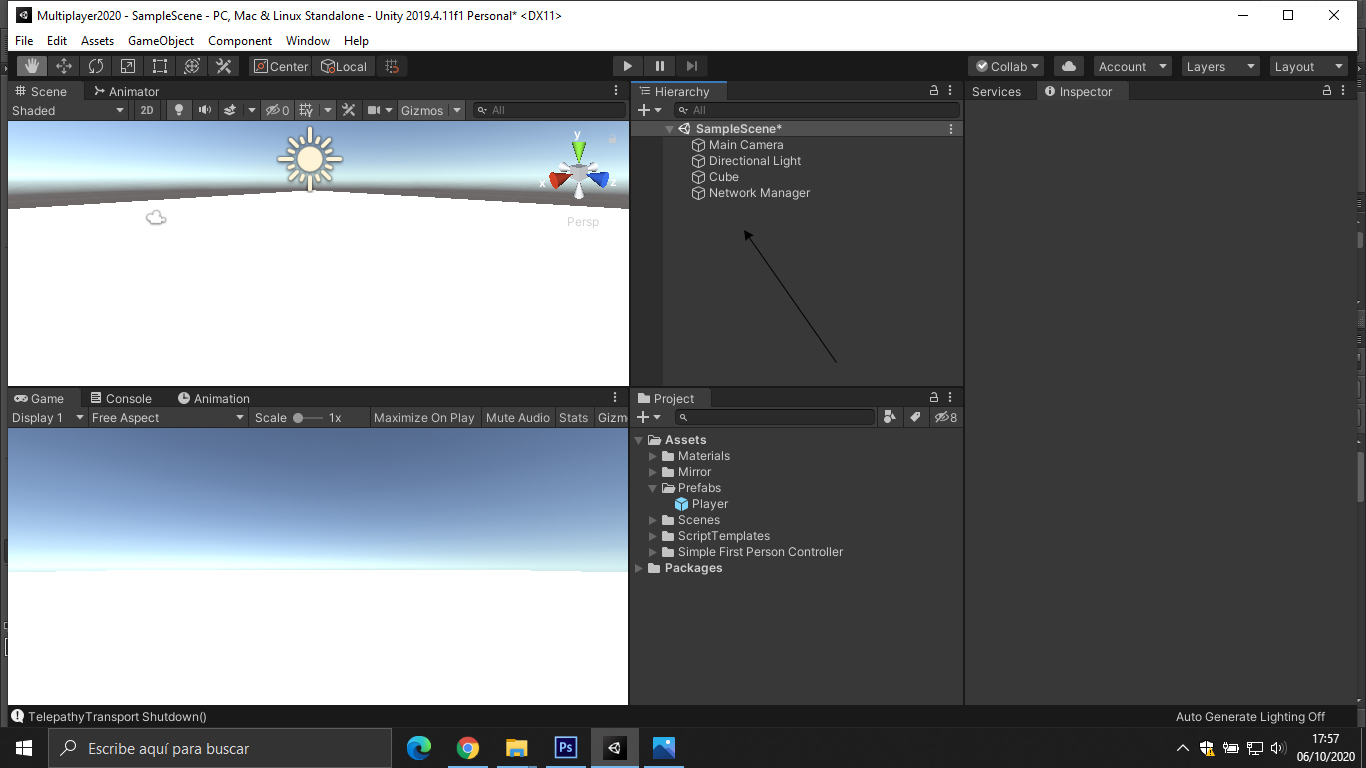 Multiplayer2020 - SampleScene - PC, Mac & Linux Standalone - Unity 2019.4.11f1 Personal* <DX11>
File Edit Assets GameObject Component Window Help
Center Local Collab Account Layers Layout
Scene Animator
Shaded 2D 0 Gizmos All
y
x z
Persp
Hierarchy
All
SampleScene*
Main Camera
Directional Light
Cube
Network Manager
Services Inspector
Game Console Animation
Display 1 Free Aspect Scale 1x Maximize On Play Mute Audio Stats Gizm
Project
8
Assets
Materials
Mirror
Prefabs
Player
Scenes
ScriptTemplates
Simple First Person Controller
Packages
TelepathyTransport Shutdown()
Auto Generate Lighting Off
Escribe aquí para buscar
Ps
17:57
06/10/2020